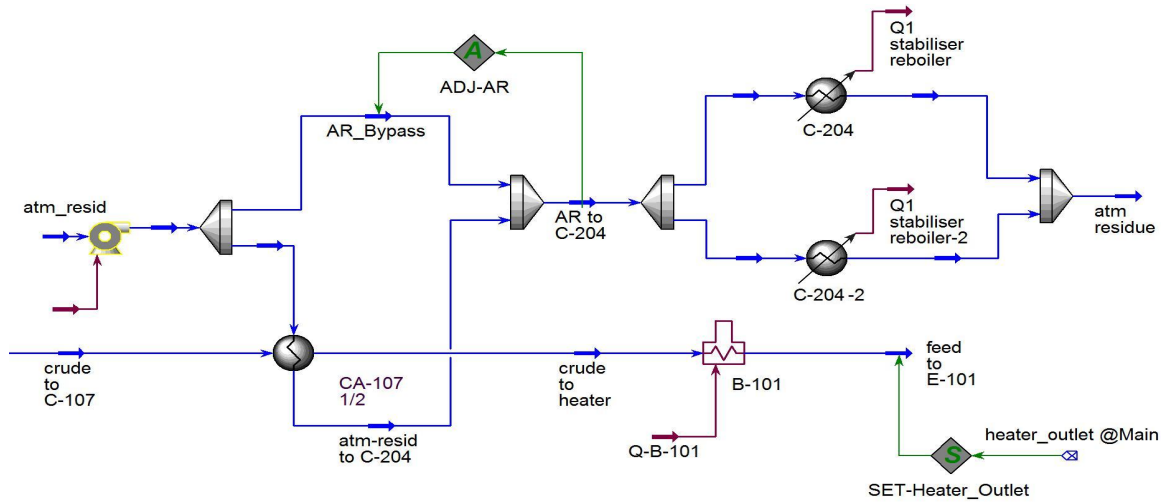 Q1
stabiliser
reboiler
A
ADJ-AR
C-204
AR_Bypass
atm_resid
AR to
C-204
Q1
stabiliser
reboiler-2
atm
residue
C-204-2
crude
to
C-107
CA-107
1/2
atm-resid
to C-204
crude
to
heater
B-101
feed
to
E-101
Q-B-101
heater_outlet @Main
S
SET-Heater_Outlet